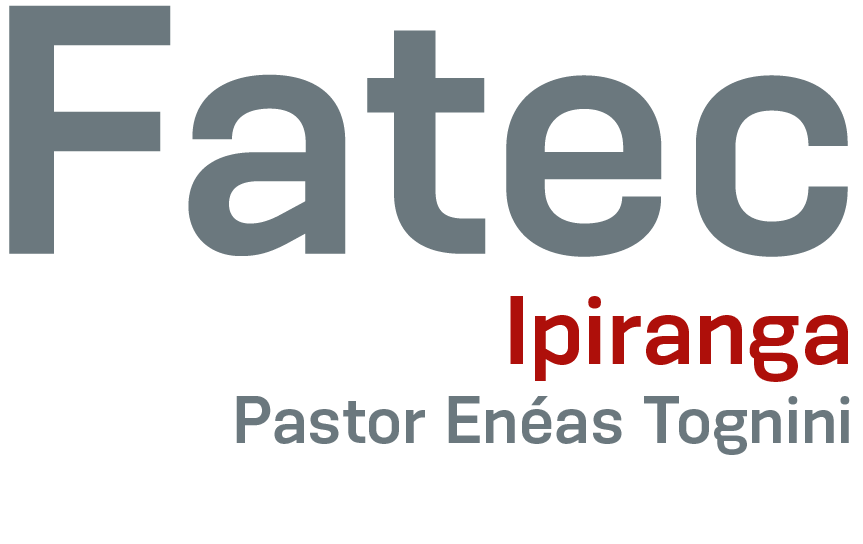 Fatec
Ipiranga
Pastor Enéas Tognini